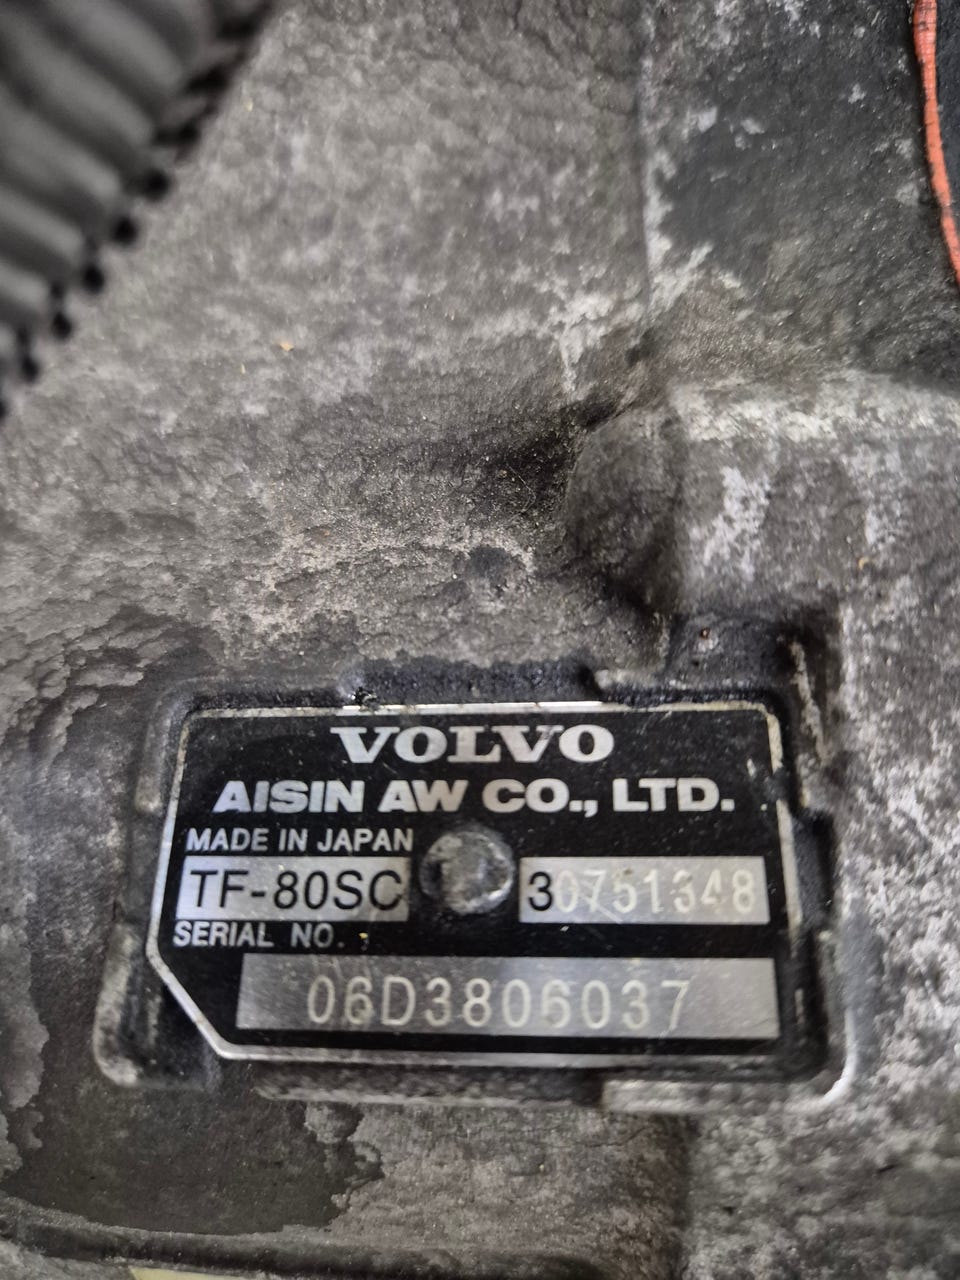 VOLVO
AISIN AW CO., LTD.
MADE IN JAPAN
TF-80SC 30751348
SERIAL NO.
06D3806037